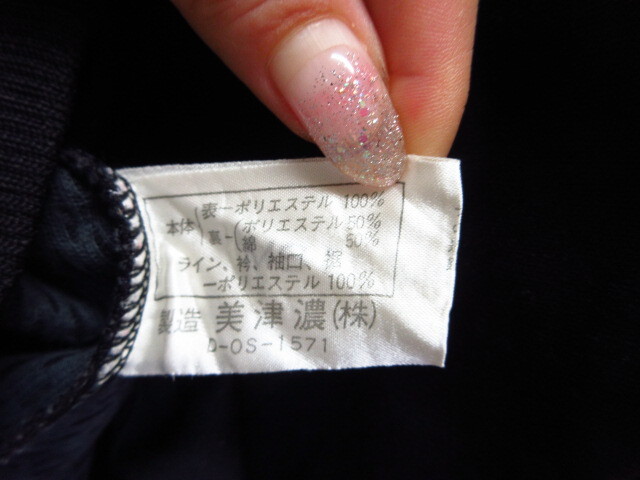 本体 表ーポリエステル 100%
裏ー ポリエステル 50%
綿 50%
ライン、衿、袖口、裾
ーポリエステル 100%
製造 美津濃(株)
D-OS-1571